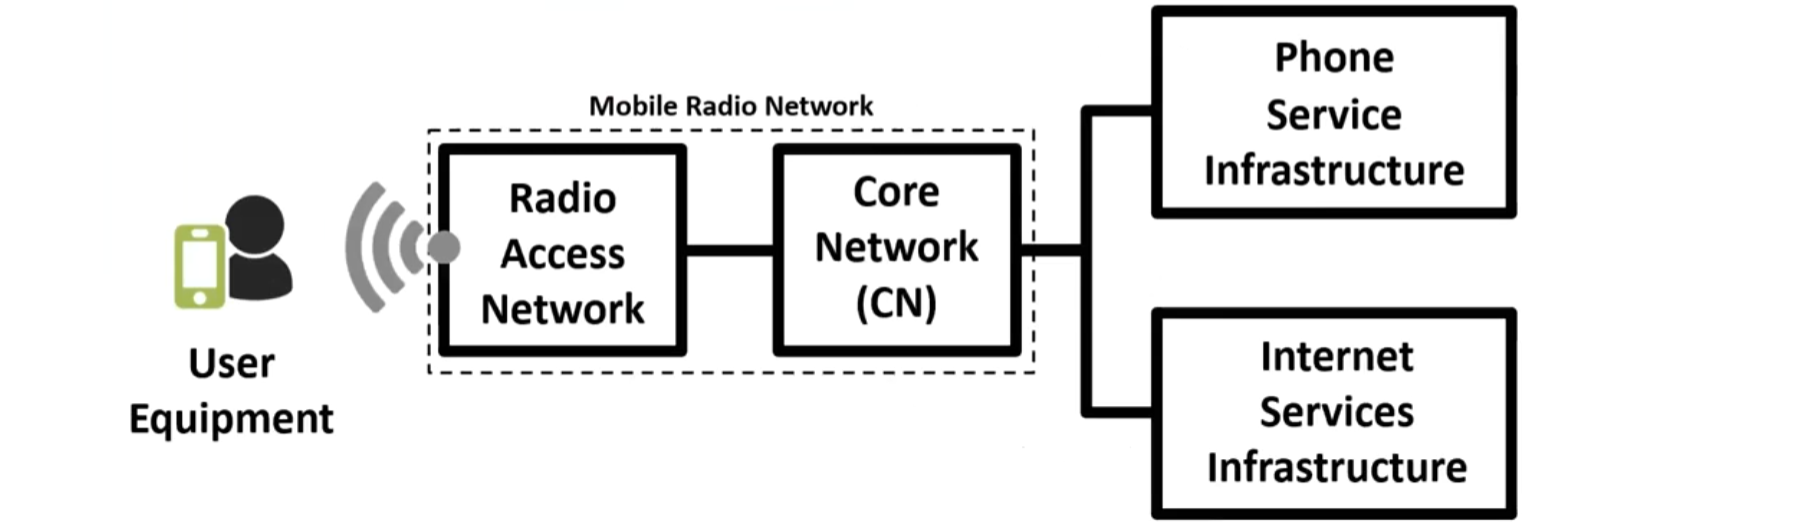 Mobile Radio Network
User
Equipment
Radio
Access
Network
Core
Network
(CN)
Phone
Service
Infrastructure
Internet
Services
Infrastructure